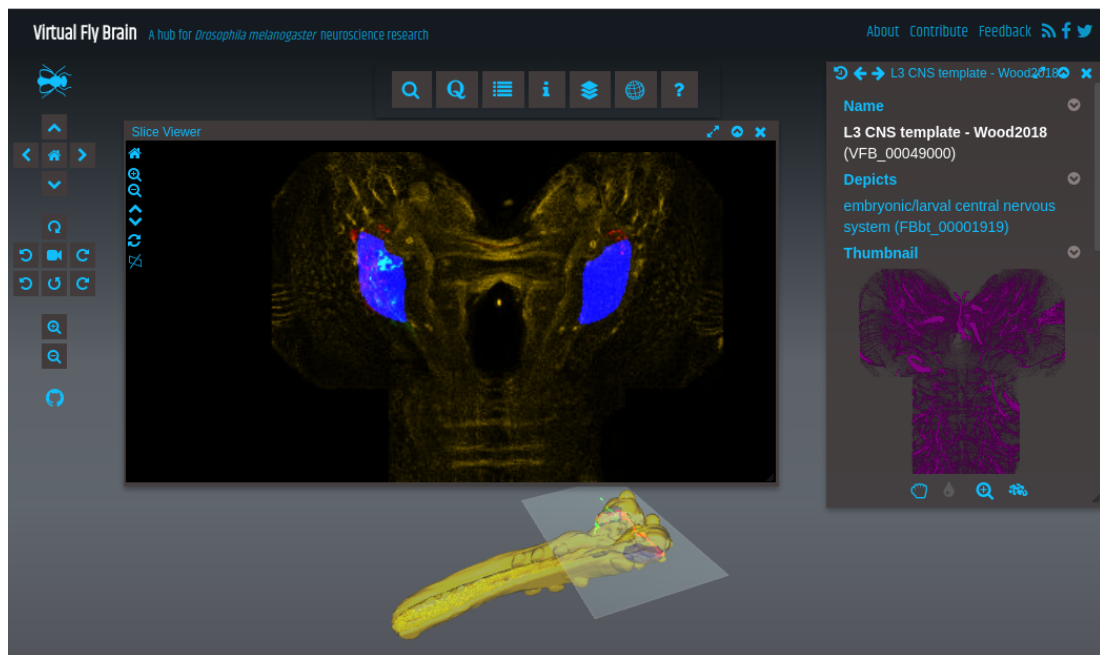 Virtual Fly Brain
A hub for Drosophila melanogaster neuroscience research
About Contribute Feedback
Q
i
?
Slice Viewer
L3 CNS template - Wood2018
Name
L3 CNS template - Wood2018
(VFB_00049000)
Depicts
embryonic/larval central nervous
system (FBbt_00001919)
Thumbnail